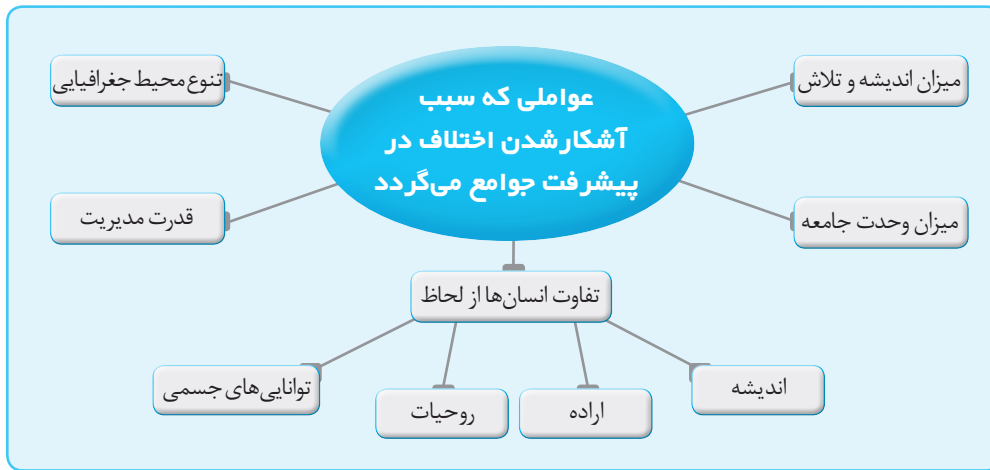 عواملی که سبب
آشکارشدن اختلاف در
پیشرفت جوامع می‌گردد
میزان اندیشه و تلاش
تنوع محیط جغرافیایی
میزان وحدت جامعه
قدرت مدیریت
تفاوت انسان‌ها از لحاظ
اندیشه
اراده
روحیات
توانایی‌های جسمی